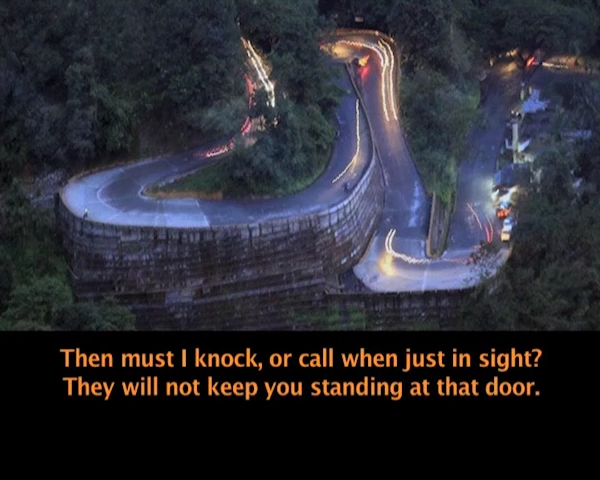 Then must I knock, or call when just in sight?
They will not keep you standing at that door.